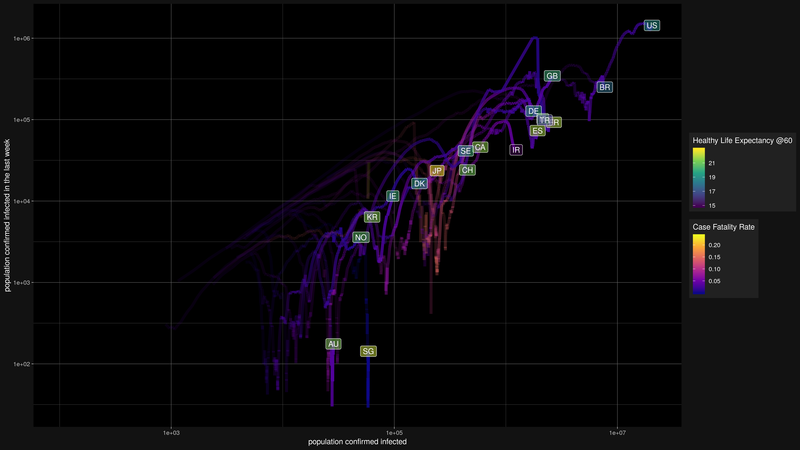 1e+06
1e+05
1e+04
1e+03
1e+02
population confirmed infected in the last week
US
GB
BR
DE
TR
ES
IR
SE
CA
CH
JP
DK
IE
KR
NO
AU
SG
1e+03
1e+05
1e+07
population confirmed infected
Healthy Life Expectancy @60
21
19
17
15
Case Fatality Rate
0.20
0.15
0.10
0.05